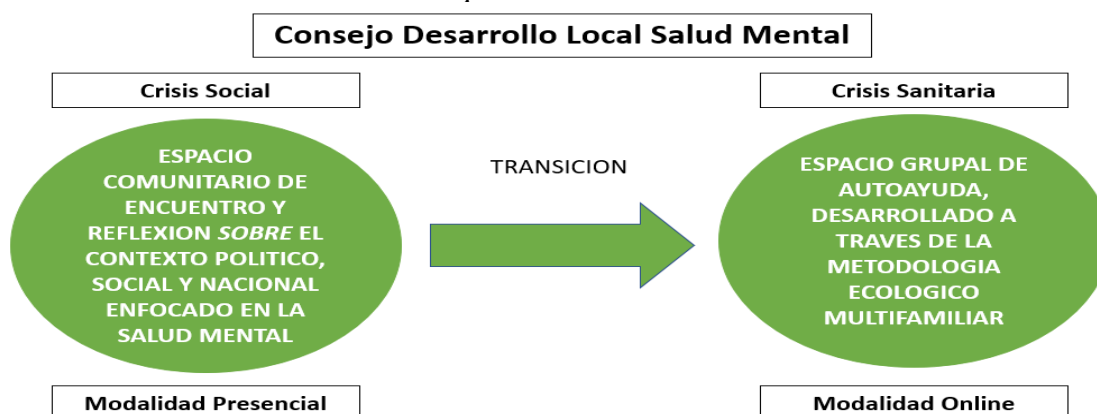 Consejo Desarrollo Local Salud Mental
Crisis Social
ESPACIO
COMUNITARIO DE
ENCUENTRO Y
REFLEXION SOBRE EL
CONTEXTO POLITICO,
SOCIAL Y NACIONAL
ENFOCADO EN LA
SALUD MENTAL
Modalidad Presencial
TRANSICION
Crisis Sanitaria
ESPACIO GRUPAL DE
AUTOAYUDA,
DESARROLLADO A
TRAVES DE LA
METODOLOGIA
ECOLOGICO
MULTIFAMILIAR
Modalidad Online